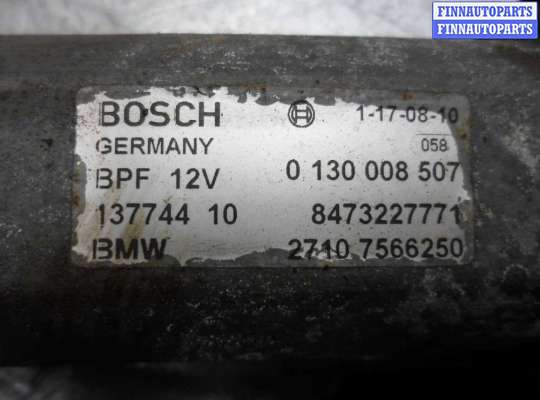 FINNAUTOPARTS
FINNAUTOPARTS
BOSCH 1-17-08-10
GERMANY 058
BPF 12V 0 130 008 507
137744 10 8473227771
BMW 2710 7566250